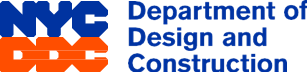 NYC
DDC
Department of
Design and
Construction